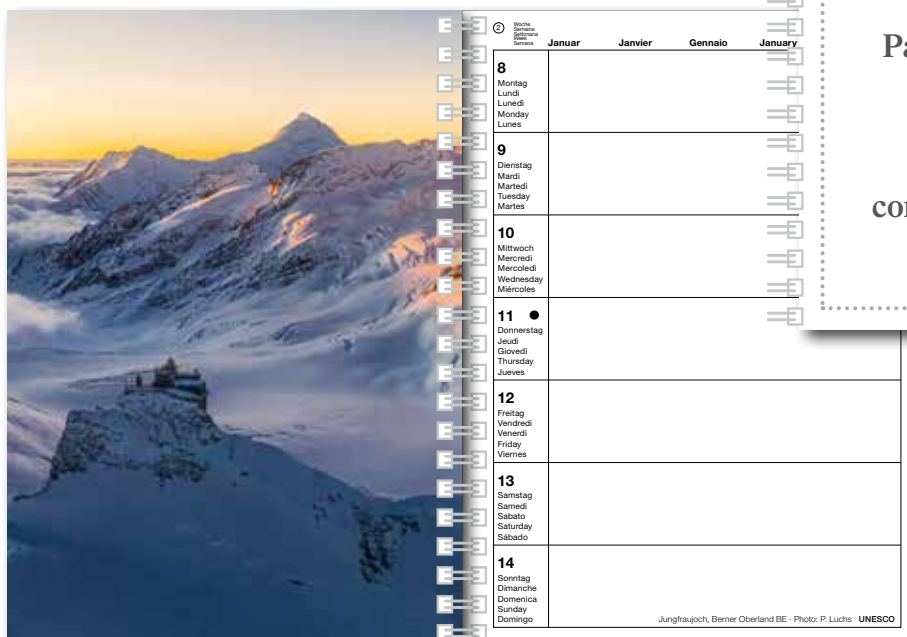 2
Woche
Semaine
Settimana
Week
Semana
Januar Janvier Gennaio January
8
Montag
Lundi
Lunedì
Monday
Lunes
9
Dienstag
Mardi
Martedì
Tuesday
Martes
10
Mittwoch
Mercredi
Mercoledì
Wednesday
Miércoles
11
Donnerstag
Jeudi
Giovedì
Thursday
Jueves
12
Freitag
Vendredi
Venerdì
Friday
Viernes
13
Samstag
Samedi
Sabato
Saturday
Sábado
14
Sonntag
Dimanche
Domenica
Sunday
Domingo
Jungfraujoch, Berner Oberland BE · Photo: P. Luchs UNESCO